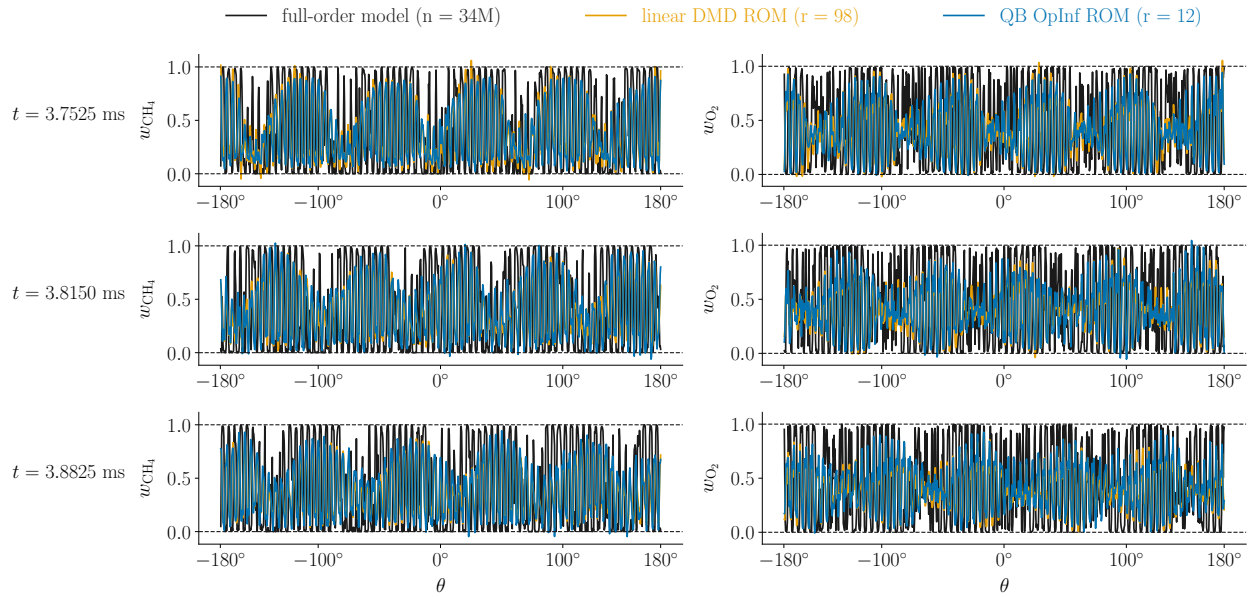 full-order model (n = 34M) linear DMD ROM (r = 98) QB OpInf ROM (r = 12)
t = 3.7525 ms
w_CH₄
1.0
0.5
0.0
−180° −100° 0° 100° 180°
w_O₂
1.0
0.5
0.0
−180° −100° 0° 100° 180°
t = 3.8150 ms
w_CH₄
1.0
0.5
0.0
−180° −100° 0° 100° 180°
w_O₂
1.0
0.5
0.0
−180° −100° 0° 100° 180°
t = 3.8825 ms
w_CH₄
1.0
0.5
0.0
−180° −100° 0° 100° 180°
θ
w_O₂
1.0
0.5
0.0
−180° −100° 0° 100° 180°
θ